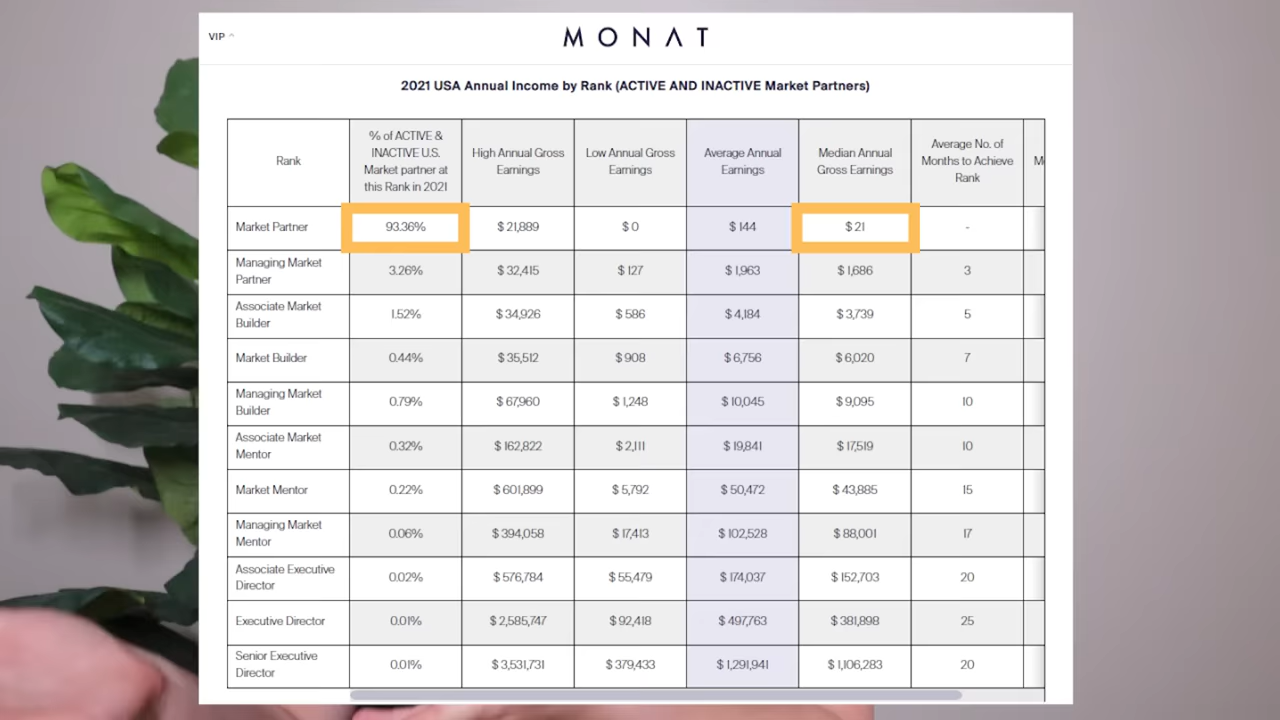 VIP
MONAT
2021 USA Annual Income by Rank (ACTIVE AND INACTIVE Market Partners)
Rank
% of ACTIVE &
INACTIVE U.S.
Market partner at
this Rank in 2021
High Annual Gross
Earnings
Low Annual Gross
Earnings
Average Annual
Earnings
Median Annual
Gross Earnings
Average No. of
Months to Achieve
Rank
Market Partner 93.36% $ 21,889 $ 0 $ 144 $ 21 -
Managing Market
Partner 3.26% $ 32,415 $ 127 $ 1,963 $ 1,686 3
Associate Market
Builder 1.52% $ 34,926 $ 586 $ 4,184 $ 3,739 5
Market Builder 0.44% $ 35,512 $ 908 $ 6,756 $ 6,020 7
Managing Market
Builder 0.79% $ 67,960 $ 1,248 $ 10,045 $ 9,095 10
Associate Market
Mentor 0.32% $ 162,822 $ 2,111 $ 19,841 $ 17,519 10
Market Mentor 0.22% $ 601,899 $ 5,792 $ 50,472 $ 43,885 15
Managing Market
Mentor 0.06% $ 394,058 $ 17,413 $ 102,528 $ 88,001 17
Associate Executive
Director 0.02% $ 576,784 $ 55,479 $ 174,037 $ 152,703 20
Executive Director 0.01% $ 2,585,747 $ 92,418 $ 497,763 $ 381,898 25
Senior Executive
Director 0.01% $ 3,531,731 $ 379,433 $ 1,291,941 $ 1,106,283 20